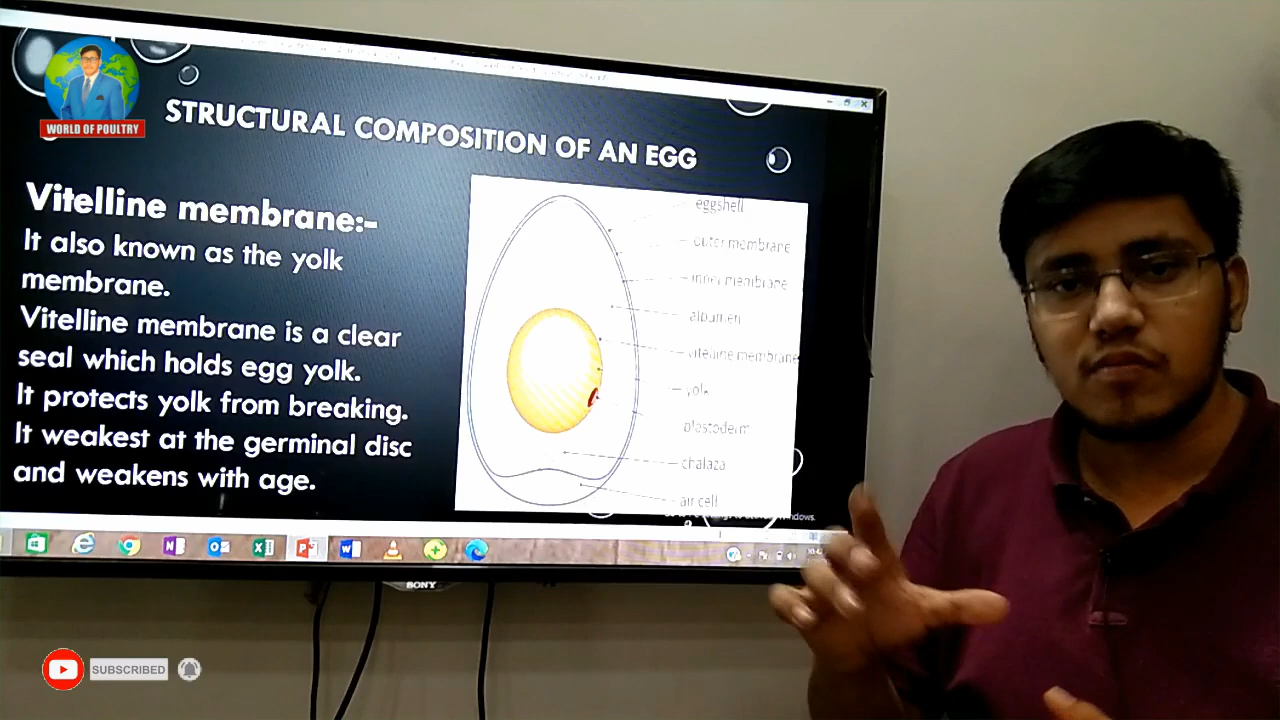 WORLD OF POULTRY
STRUCTURAL COMPOSITION OF AN EGG
Vitelline membrane:-
It also known as the yolk
membrane.
Vitelline membrane is a clear
seal which holds egg yolk.
It protects yolk from breaking.
It weakest at the germinal disc
and weakens with age.
eggshell
outer membrane
inner membrane
albumen
vitelline membrane
yolk
blastoderm
chalaza
air cell
SONY
SUBSCRIBED